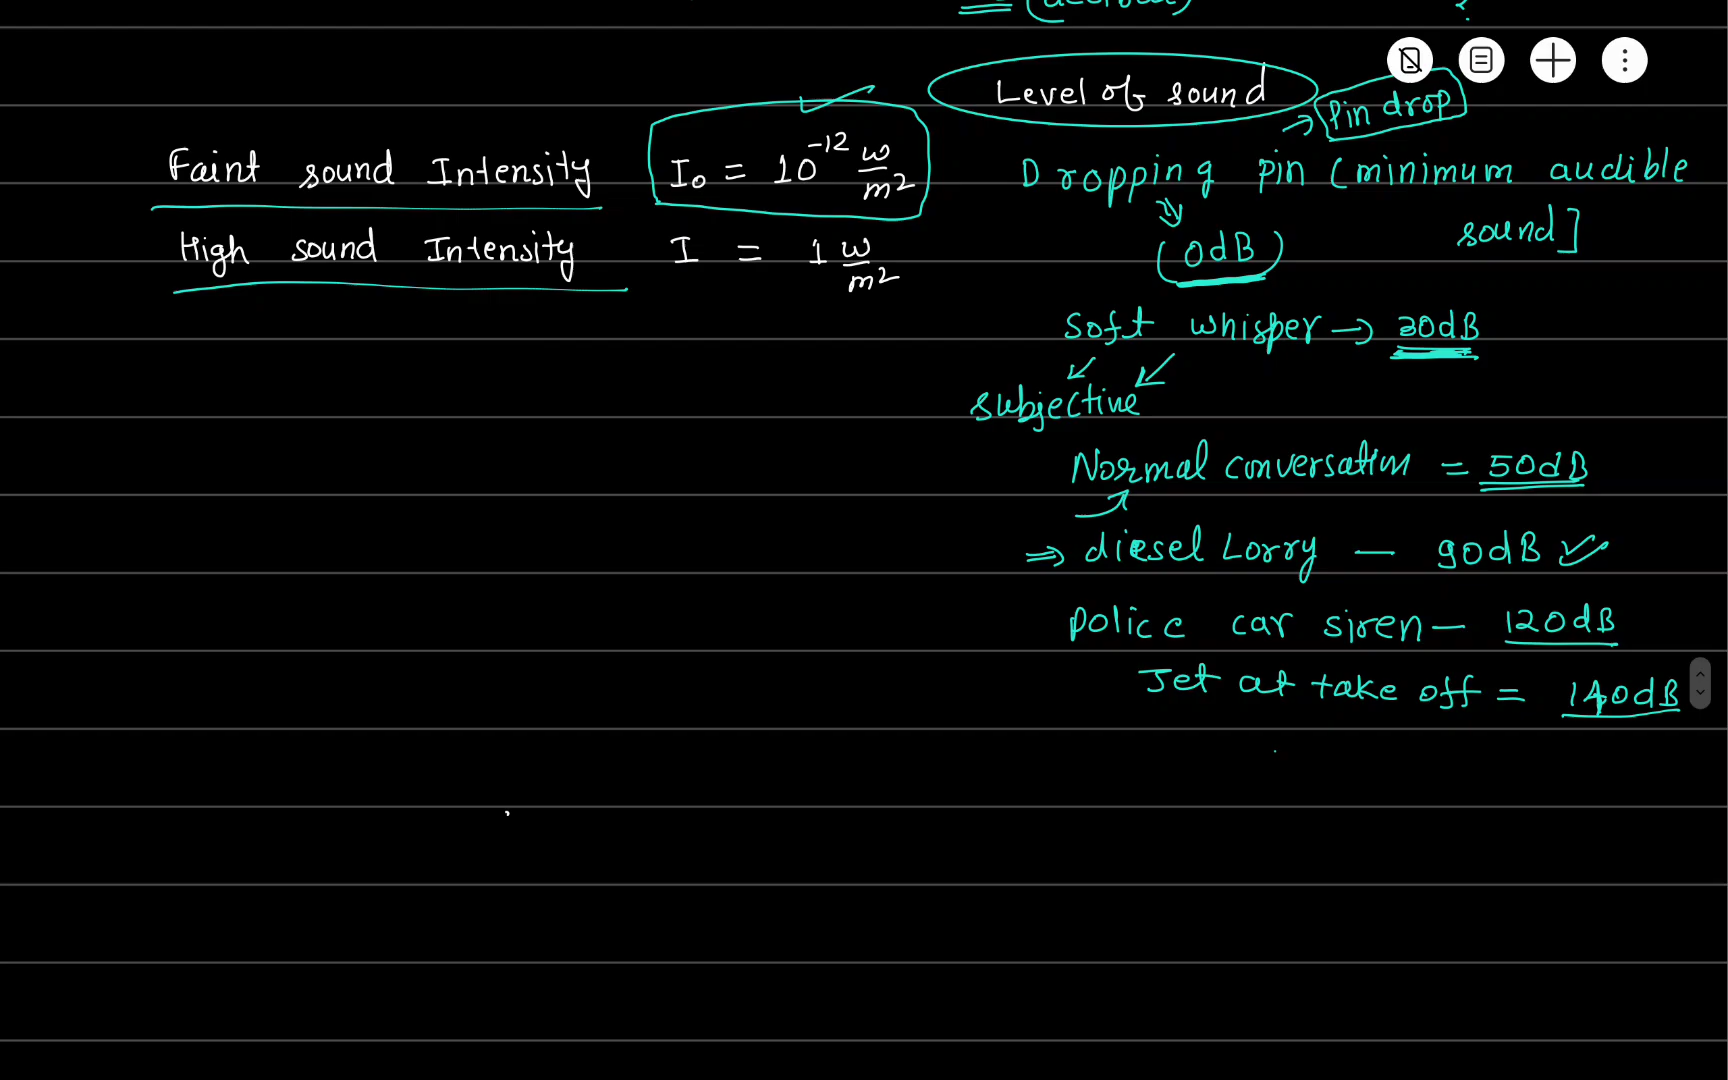 Level of sound
Pin drop
Faint sound Intensity I₀ = 10⁻¹² w/m²
Dropping pin (minimum audible sound]
High sound Intensity I = 1 w/m²
(0dB)
Soft whisper → 30dB
subjective
Normal conversation = 50dB
⇒ diesel Lorry — 90dB ✓
police car siren — 120dB
Jet at take off = 140dB